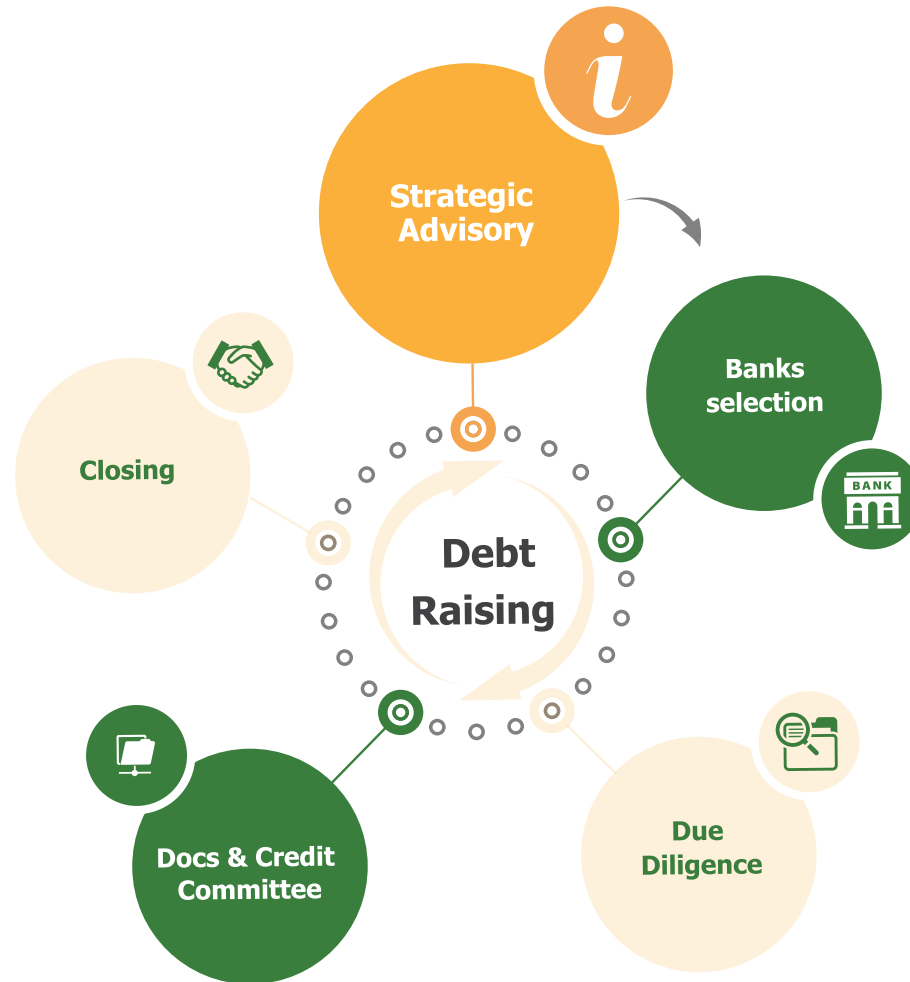 i
Strategic
Advisory
Banks
selection
BANK
Closing
Debt
Raising
Due
Diligence
Docs & Credit
Committee